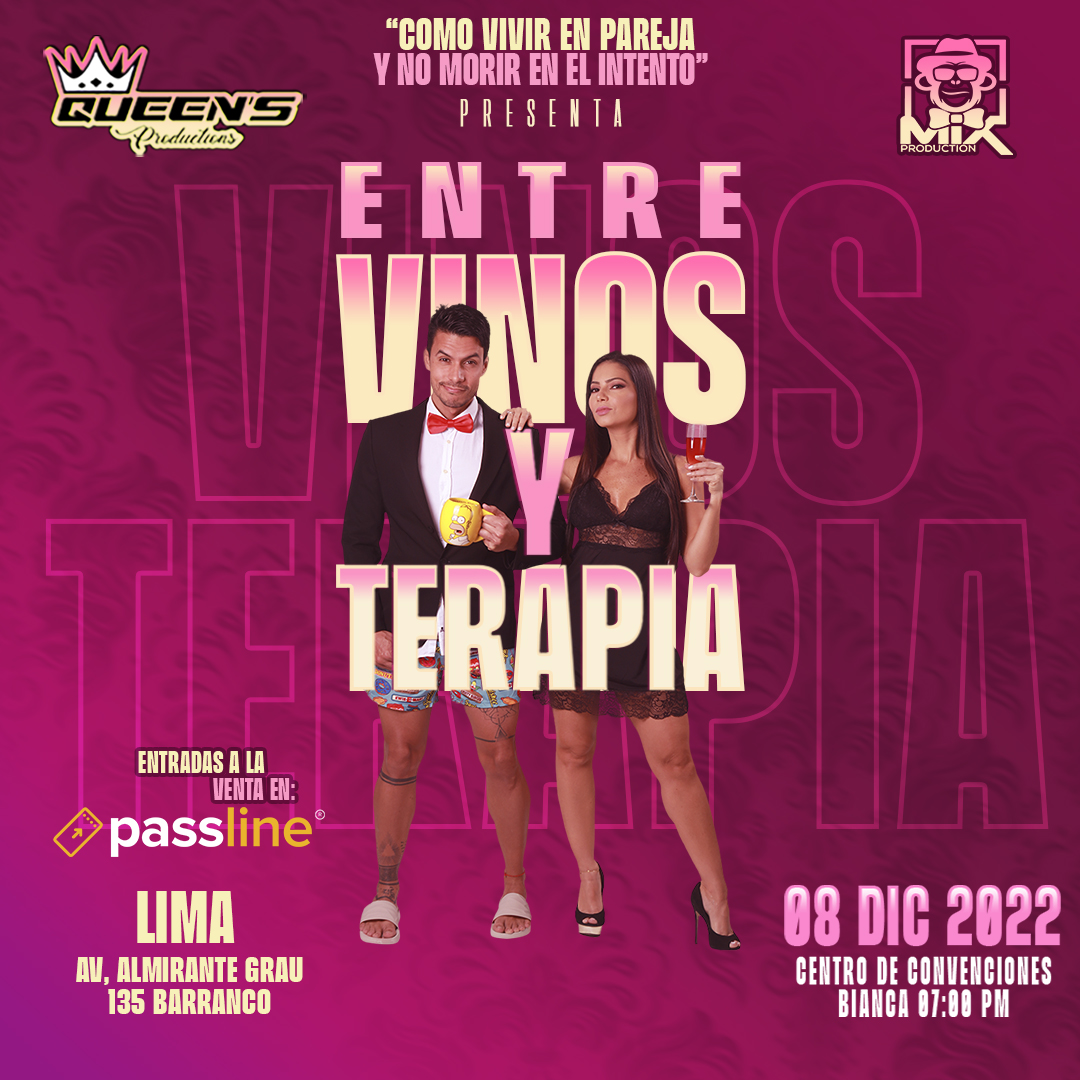 “COMO VIVIR EN PAREJA
Y NO MORIR EN EL INTENTO”
PRESENTA
QUEEN'S
Productions
MIX
PRODUCTION
ENTRE
VINOS
Y
TERAPIA
VINOS
TERAPIA
ENTRADAS A LA
VENTA EN:
passline®
LIMA
AV, ALMIRANTE GRAU
135 BARRANCO
08 DIC 2022
CENTRO DE CONVENCIONES
BIANCA 07:00 PM